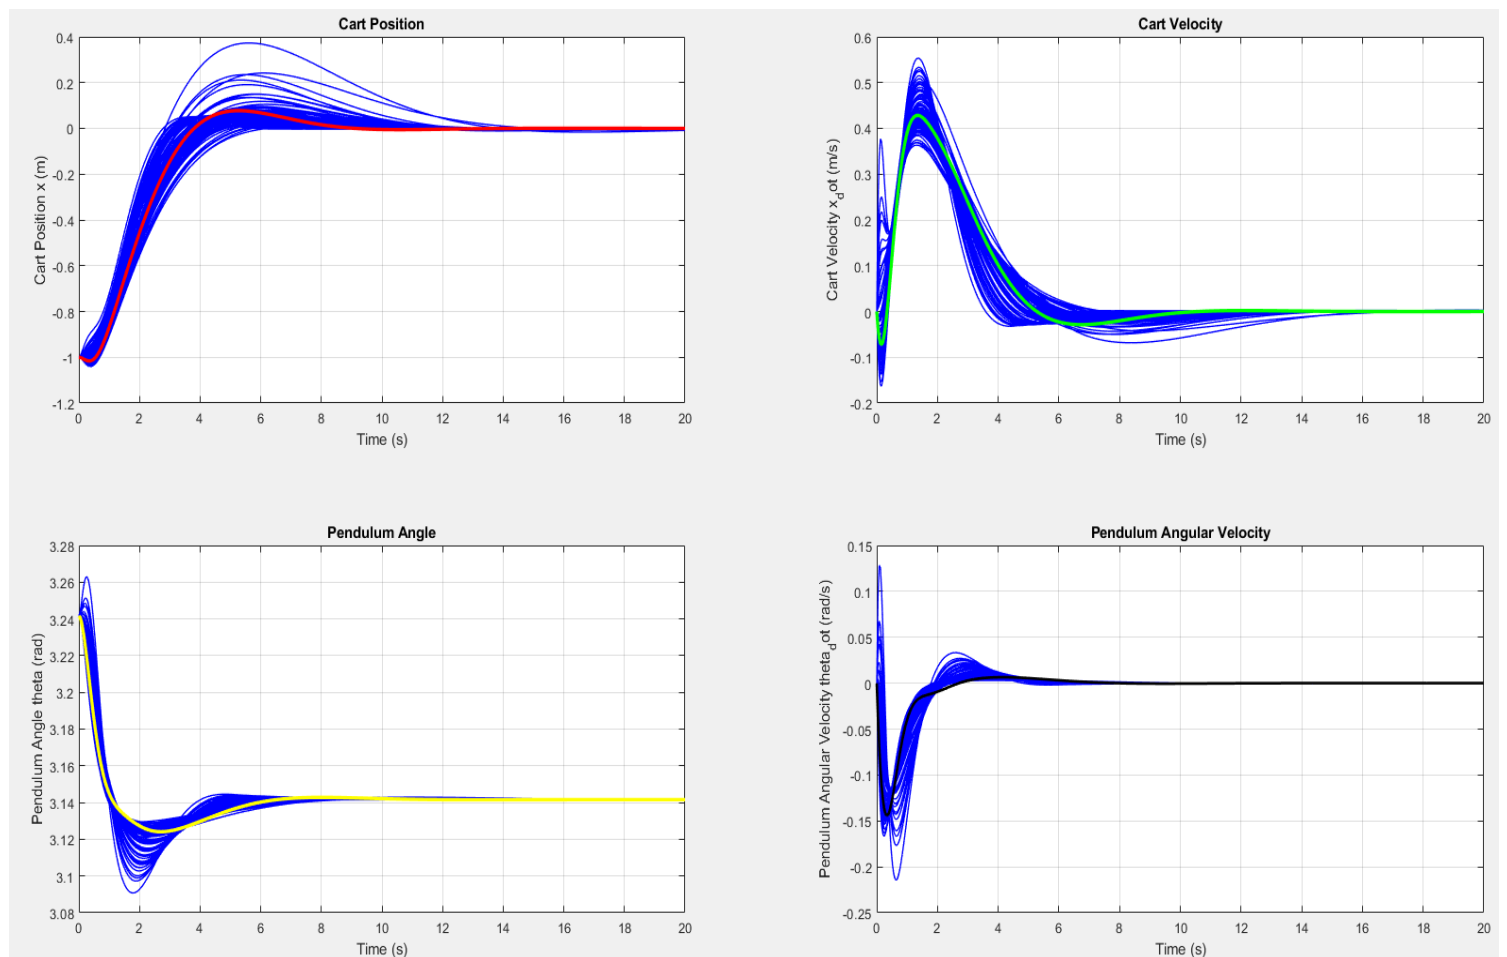 Cart Position
0.4
0.2
0
-0.2
-0.4
-0.6
-0.8
-1
-1.2
Cart Position x (m)
0 2 4 6 8 10 12 14 16 18 20
Time (s)
Cart Velocity
0.6
0.5
0.4
0.3
0.2
0.1
0
-0.1
-0.2
Cart Velocity x_dot (m/s)
0 2 4 6 8 10 12 14 16 18 20
Time (s)
Pendulum Angle
3.28
3.26
3.24
3.22
3.2
3.18
3.16
3.14
3.12
3.1
3.08
Pendulum Angle theta (rad)
0 2 4 6 8 10 12 14 16 18 20
Time (s)
Pendulum Angular Velocity
0.15
0.1
0.05
0
-0.05
-0.1
-0.15
-0.2
-0.25
Pendulum Angular Velocity theta_dot (rad/s)
0 2 4 6 8 10 12 14 16 18 20
Time (s)